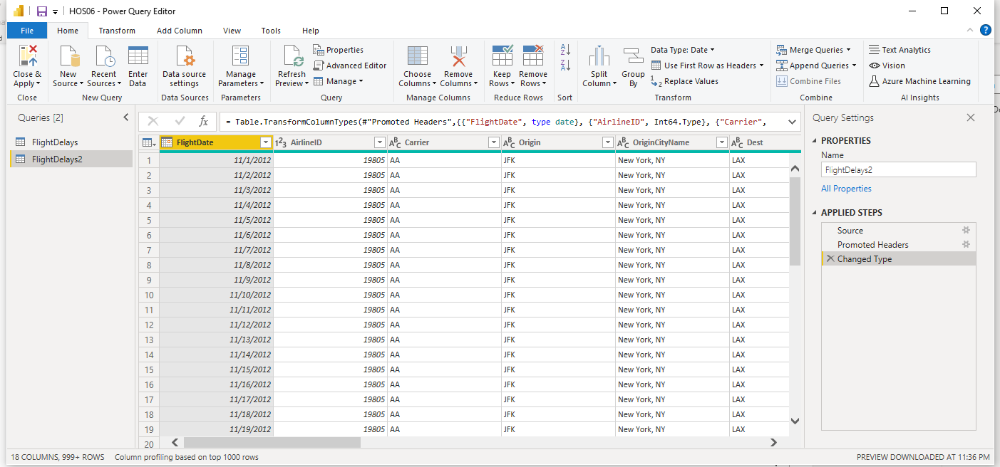 HOS06 - Power Query Editor
File Home Transform Add Column View Tools Help
Close & Apply
Close
New Source
Recent Sources
Enter Data
New Query
Data source settings
Data Sources
Manage Parameters
Parameters
Refresh Preview
Properties
Advanced Editor
Manage
Query
Choose Columns
Remove Columns
Manage Columns
Keep Rows
Remove Rows
Reduce Rows
Sort
Split Column
Group By
Data Type: Date
Use First Row as Headers
Replace Values
Transform
Merge Queries
Append Queries
Combine Files
Combine
Text Analytics
Vision
Azure Machine Learning
AI Insights
Queries [2]
FlightDelays
FlightDelays2
fx = Table.TransformColumnTypes(#"Promoted Headers",{{"FlightDate", type date}, {"AirlineID", Int64.Type}, {"Carrier",
FlightDate 123 AirlineID ABC Carrier ABC Origin ABC OriginCityName ABC Dest
1 11/1/2012 19805 AA JFK New York, NY LAX
2 11/2/2012 19805 AA JFK New York, NY LAX
3 11/3/2012 19805 AA JFK New York, NY LAX
4 11/4/2012 19805 AA JFK New York, NY LAX
5 11/5/2012 19805 AA JFK New York, NY LAX
6 11/6/2012 19805 AA JFK New York, NY LAX
7 11/7/2012 19805 AA JFK New York, NY LAX
8 11/8/2012 19805 AA JFK New York, NY LAX
9 11/9/2012 19805 AA JFK New York, NY LAX
10 11/10/2012 19805 AA JFK New York, NY LAX
11 11/11/2012 19805 AA JFK New York, NY LAX
12 11/12/2012 19805 AA JFK New York, NY LAX
13 11/13/2012 19805 AA JFK New York, NY LAX
14 11/14/2012 19805 AA JFK New York, NY LAX
15 11/15/2012 19805 AA JFK New York, NY LAX
16 11/16/2012 19805 AA JFK New York, NY LAX
17 11/17/2012 19805 AA JFK New York, NY LAX
18 11/18/2012 19805 AA JFK New York, NY LAX
19 11/19/2012 19805 AA JFK New York, NY LAX
20
Query Settings
PROPERTIES
Name
FlightDelays2
All Properties
APPLIED STEPS
Source
Promoted Headers
Changed Type
18 COLUMNS, 999+ ROWS Column profiling based on top 1000 rows
PREVIEW DOWNLOADED AT 11:36 PM